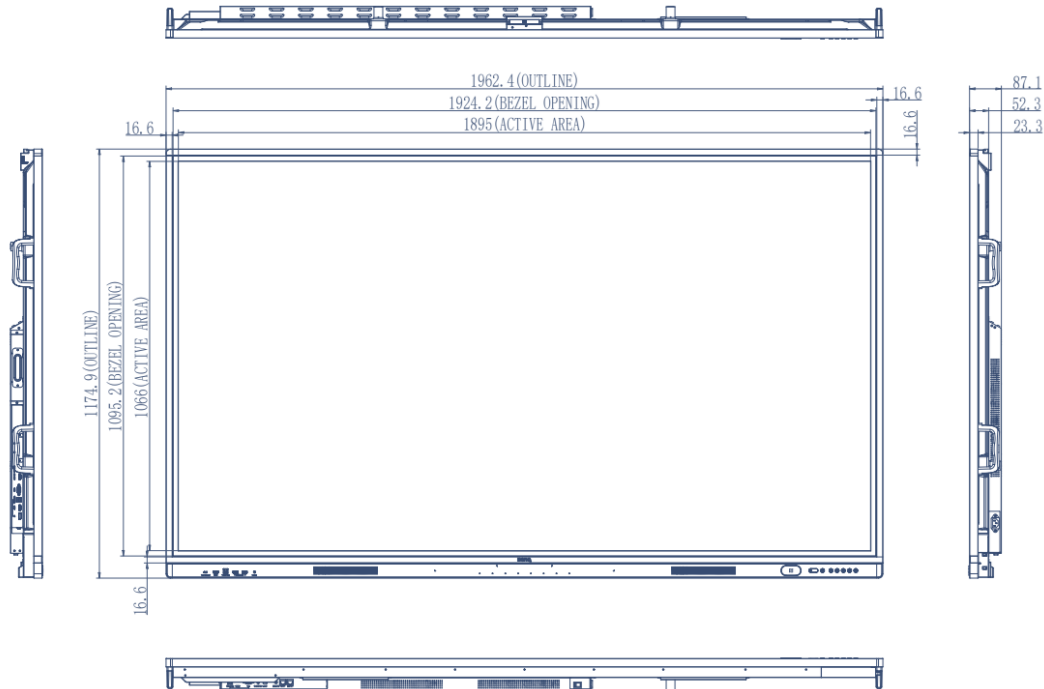 1962.4(OUTLINE)
87.1
16.6
1924.2(BEZEL OPENING)
52.3
16.6
1895(ACTIVE AREA)
16.6
23.3
1174.9(OUTLINE)
1095.2(BEZEL OPENING)
1066(ACTIVE AREA)
16.6